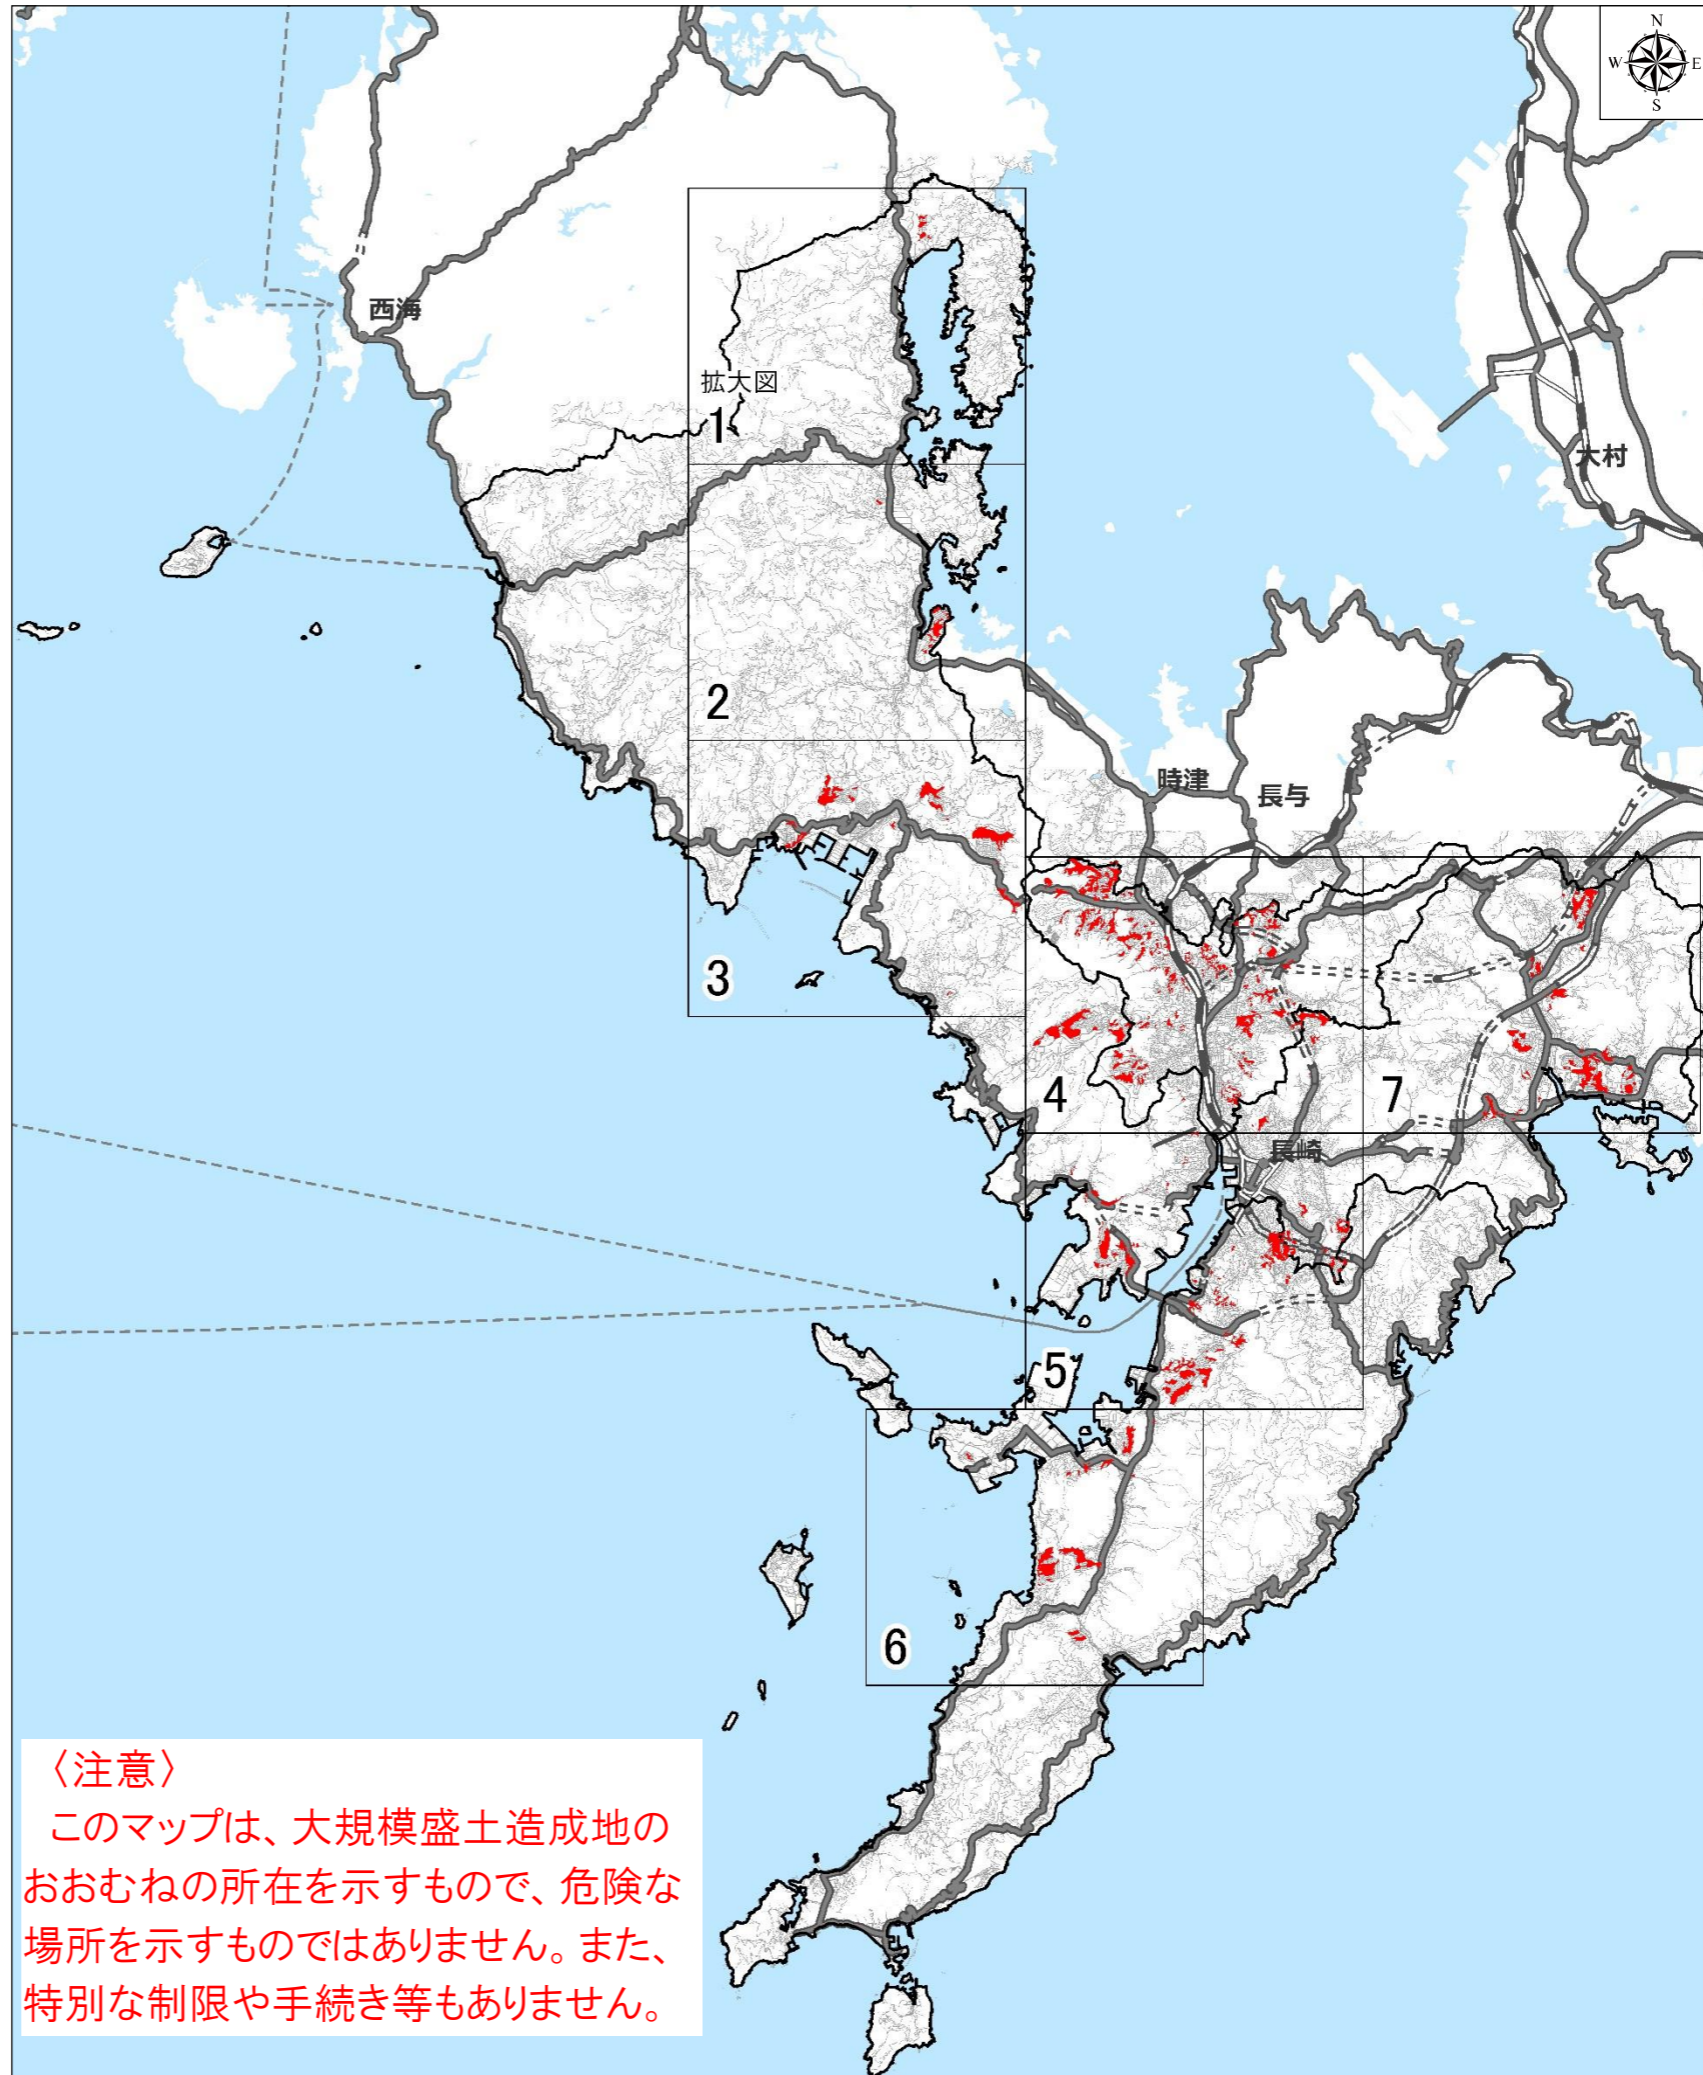 N
W E
S
西海
拡大図
1
大村
2
時津
長与
3
4
7
長崎
5
6
〈注意〉
このマップは、大規模盛土造成地の
おおむねの所在を示すもので、危険な
場所を示すものではありません。また、
特別な制限や手続き等もありません。